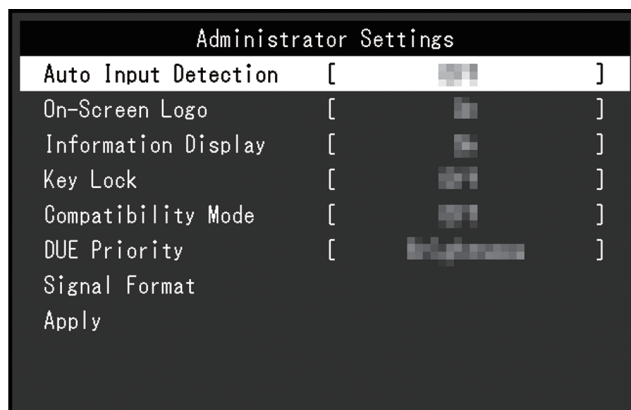 Administrator Settings
Auto Input Detection [ ]
On-Screen Logo [ ]
Information Display [ ]
Key Lock [ ]
Compatibility Mode [ ]
DUE Priority [ ]
Signal Format
Apply